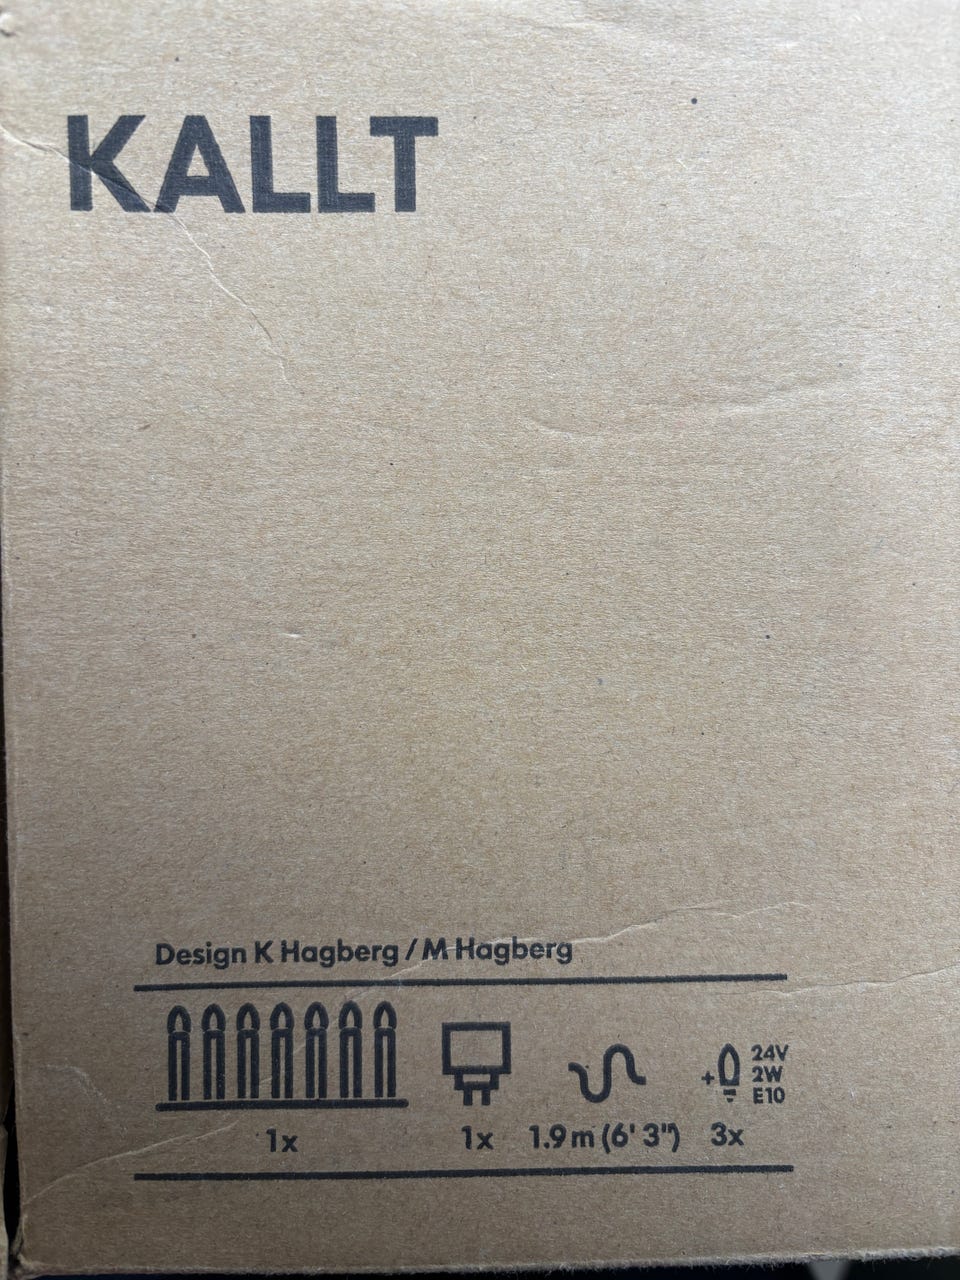 KALLT
Design K Hagberg / M Hagberg
+ 24V
2W
E10
1x 1x 1.9 m (6' 3") 3x